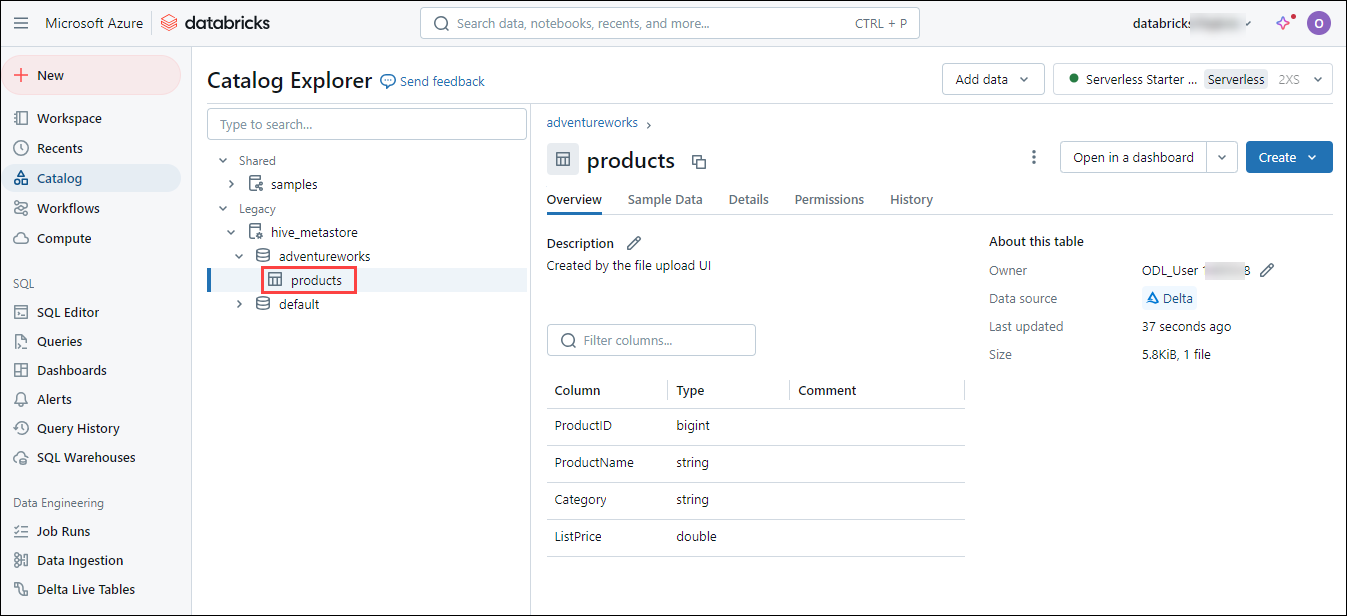 Microsoft Azure databricks Search data, notebooks, recents, and more... CTRL + P databricks O
New
Workspace
Recents
Catalog
Workflows
Compute
SQL
SQL Editor
Queries
Dashboards
Alerts
Query History
SQL Warehouses
Data Engineering
Job Runs
Data Ingestion
Delta Live Tables
Catalog Explorer Send feedback Add data Serverless Starter ... Serverless 2XS
Type to search...
Shared
samples
Legacy
hive_metastore
adventureworks
products
default
adventureworks
products Open in a dashboard Create
Overview Sample Data Details Permissions History
Description
Created by the file upload UI
Filter columns...
Column Type Comment
ProductID bigint
ProductName string
Category string
ListPrice double
About this table
Owner ODL_User 8
Data source Delta
Last updated 37 seconds ago
Size 5.8KiB, 1 file